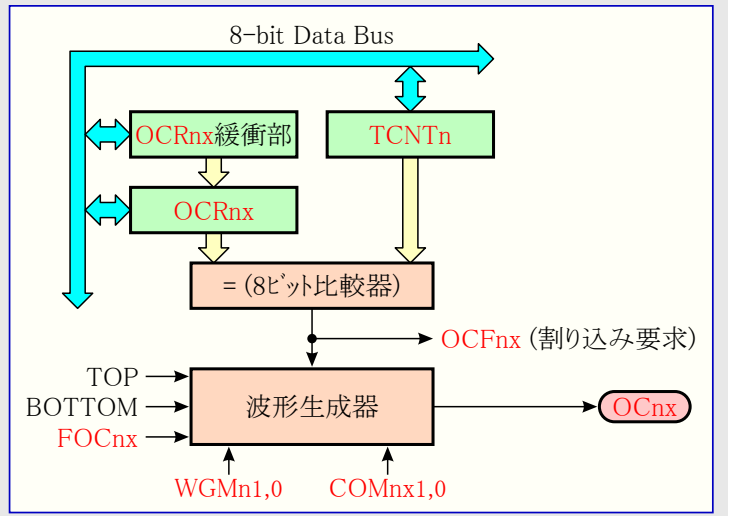 8-bit Data Bus
OCRnx緩衝部
TCNTn
OCRnx
= (8ﾋﾞｯﾄ比較器)
OCFnx (割り込み要求)
TOP
BOTTOM
FOCnx
波形生成器
OCnx
WGMn1,0
COMnx1,0